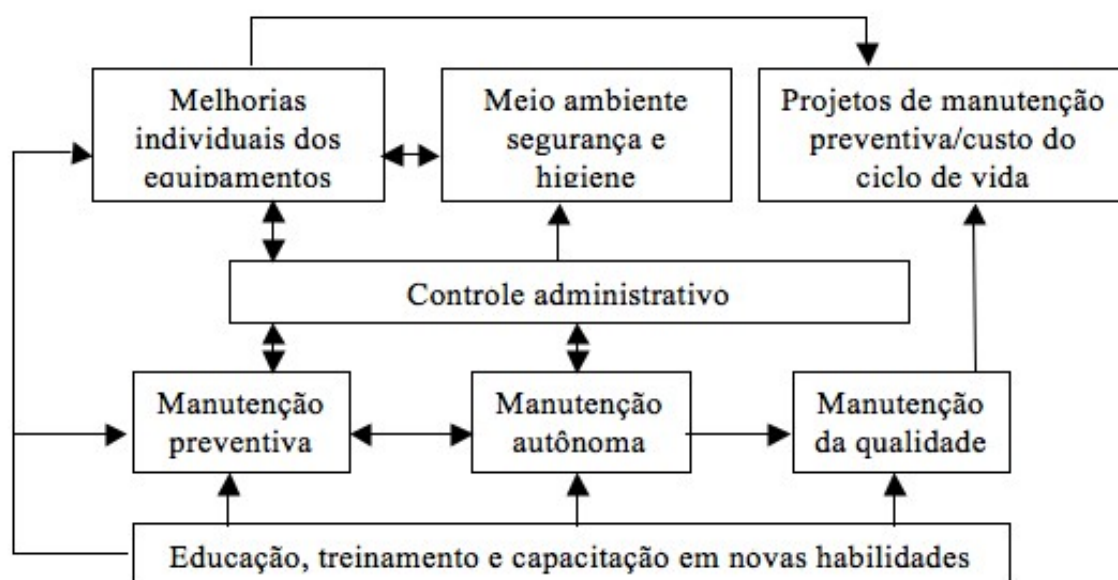 Melhorias
individuais dos
equipamentos
Meio ambiente
segurança e
higiene
Projetos de manutenção
preventiva/custo do
ciclo de vida
Controle administrativo
Manutenção
preventiva
Manutenção
autônoma
Manutenção
da qualidade
Educação, treinamento e capacitação em novas habilidades